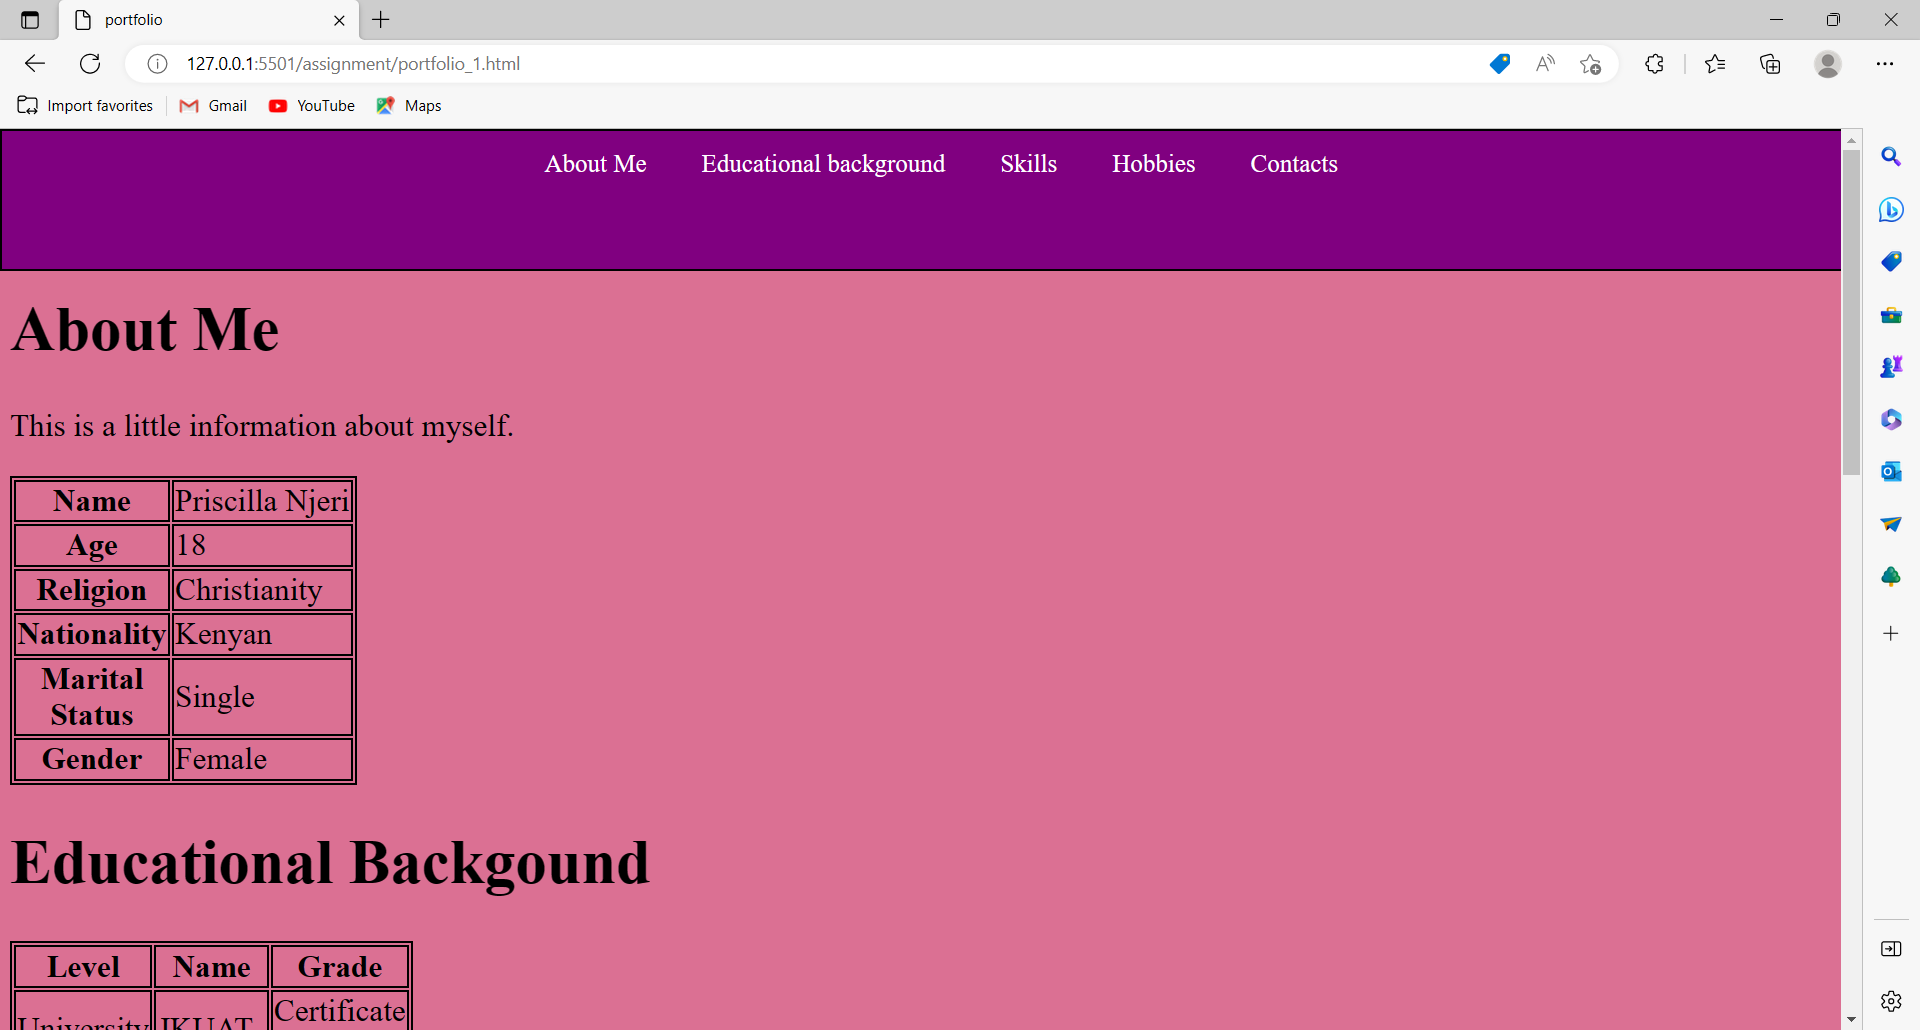 portfolio
127.0.0.1:5501/assignment/portfolio_1.html
Import favorites Gmail YouTube Maps
About Me Educational background Skills Hobbies Contacts
About Me
This is a little information about myself.
Name Priscilla Njeri
Age 18
Religion Christianity
Nationality Kenyan
Marital
Status
Single
Gender Female
Educational Backgound
Level Name Grade
Certificate
University JKUAT